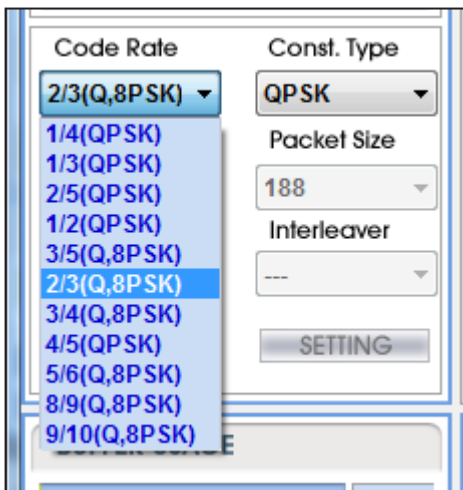 Code Rate
Const. Type
2/3(Q,8PSK)
QPSK
1/4(QPSK)
1/3(QPSK)
2/5(QPSK)
1/2(QPSK)
3/5(Q,8PSK)
2/3(Q,8PSK)
3/4(Q,8PSK)
4/5(QPSK)
5/6(Q,8PSK)
8/9(Q,8PSK)
9/10(Q,8PSK)
Packet Size
188
Interleaver
---
SETTING